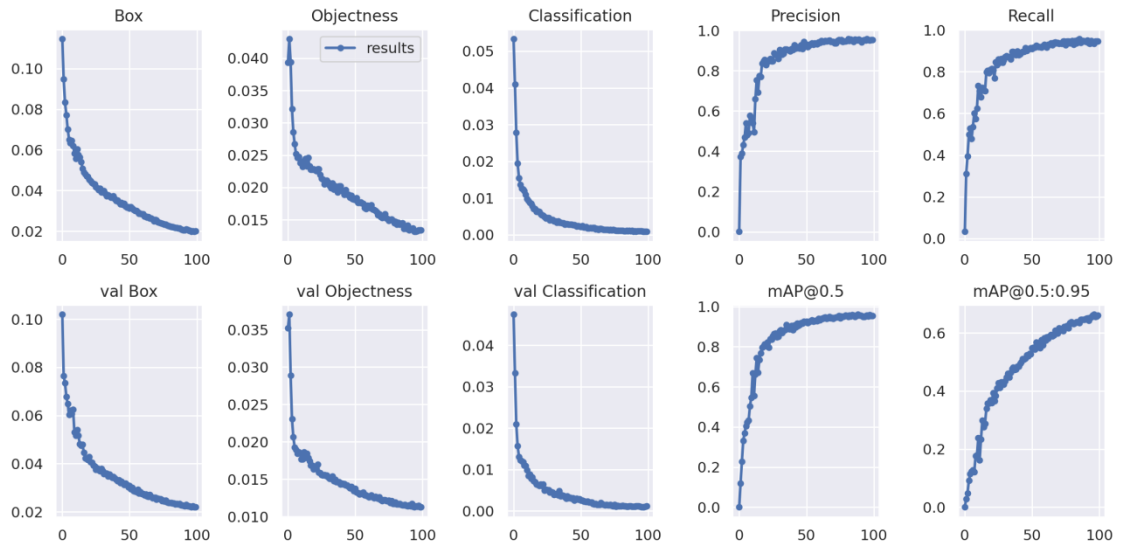 Box
Objectness
Classification
Precision
Recall
results
0.10
0.08
0.06
0.04
0.02
0 50 100
0.040
0.035
0.030
0.025
0.020
0.015
0 50 100
0.05
0.04
0.03
0.02
0.01
0.00
0 50 100
1.0
0.8
0.6
0.4
0.2
0.0
0 50 100
1.0
0.8
0.6
0.4
0.2
0.0
0 50 100
val Box
val Objectness
val Classification
mAP@0.5
mAP@0.5:0.95
0.10
0.08
0.06
0.04
0.02
0 50 100
0.035
0.030
0.025
0.020
0.015
0.010
0 50 100
0.04
0.03
0.02
0.01
0.00
0 50 100
1.0
0.8
0.6
0.4
0.2
0.0
0 50 100
0.6
0.4
0.2
0.0
0 50 100